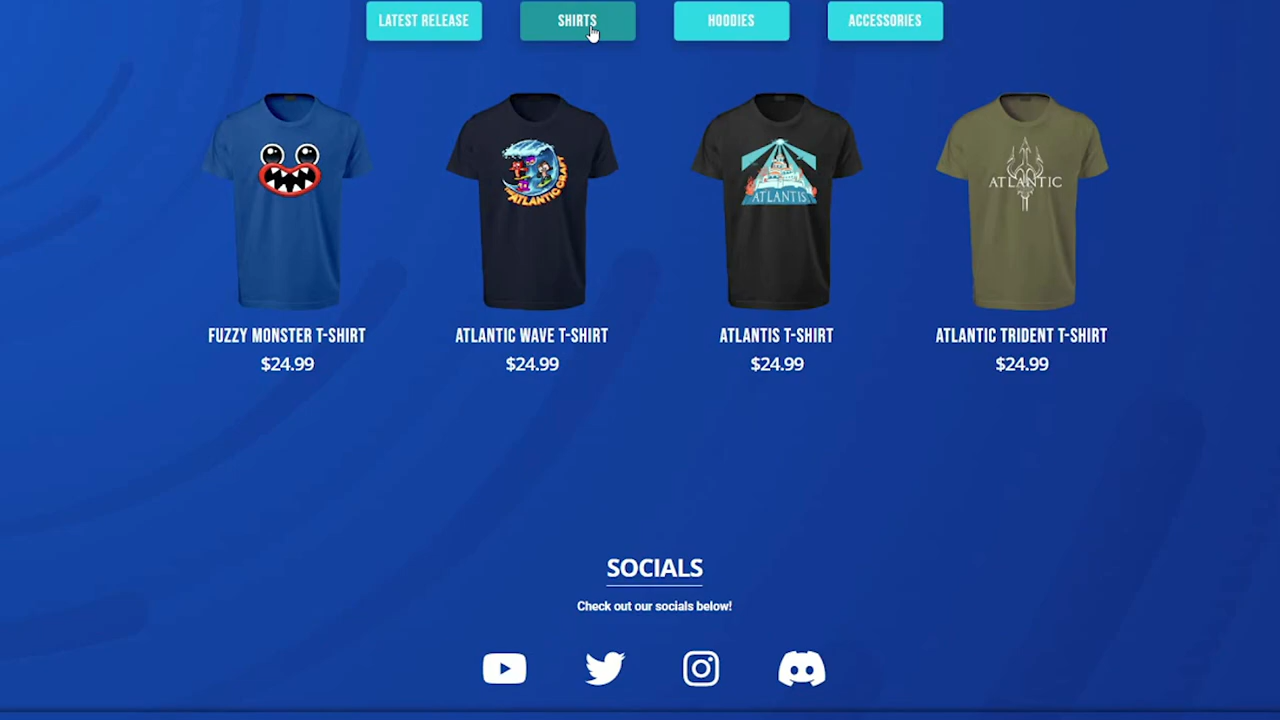 LATEST RELEASE
SHIRTS
HOODIES
ACCESSORIES
ATLANTIC CRAFT
ATLANTIS
ATLANTIC
FUZZY MONSTER T-SHIRT
ATLANTIC WAVE T-SHIRT
ATLANTIS T-SHIRT
ATLANTIC TRIDENT T-SHIRT
$24.99
$24.99
$24.99
$24.99
SOCIALS
Check out our socials below!